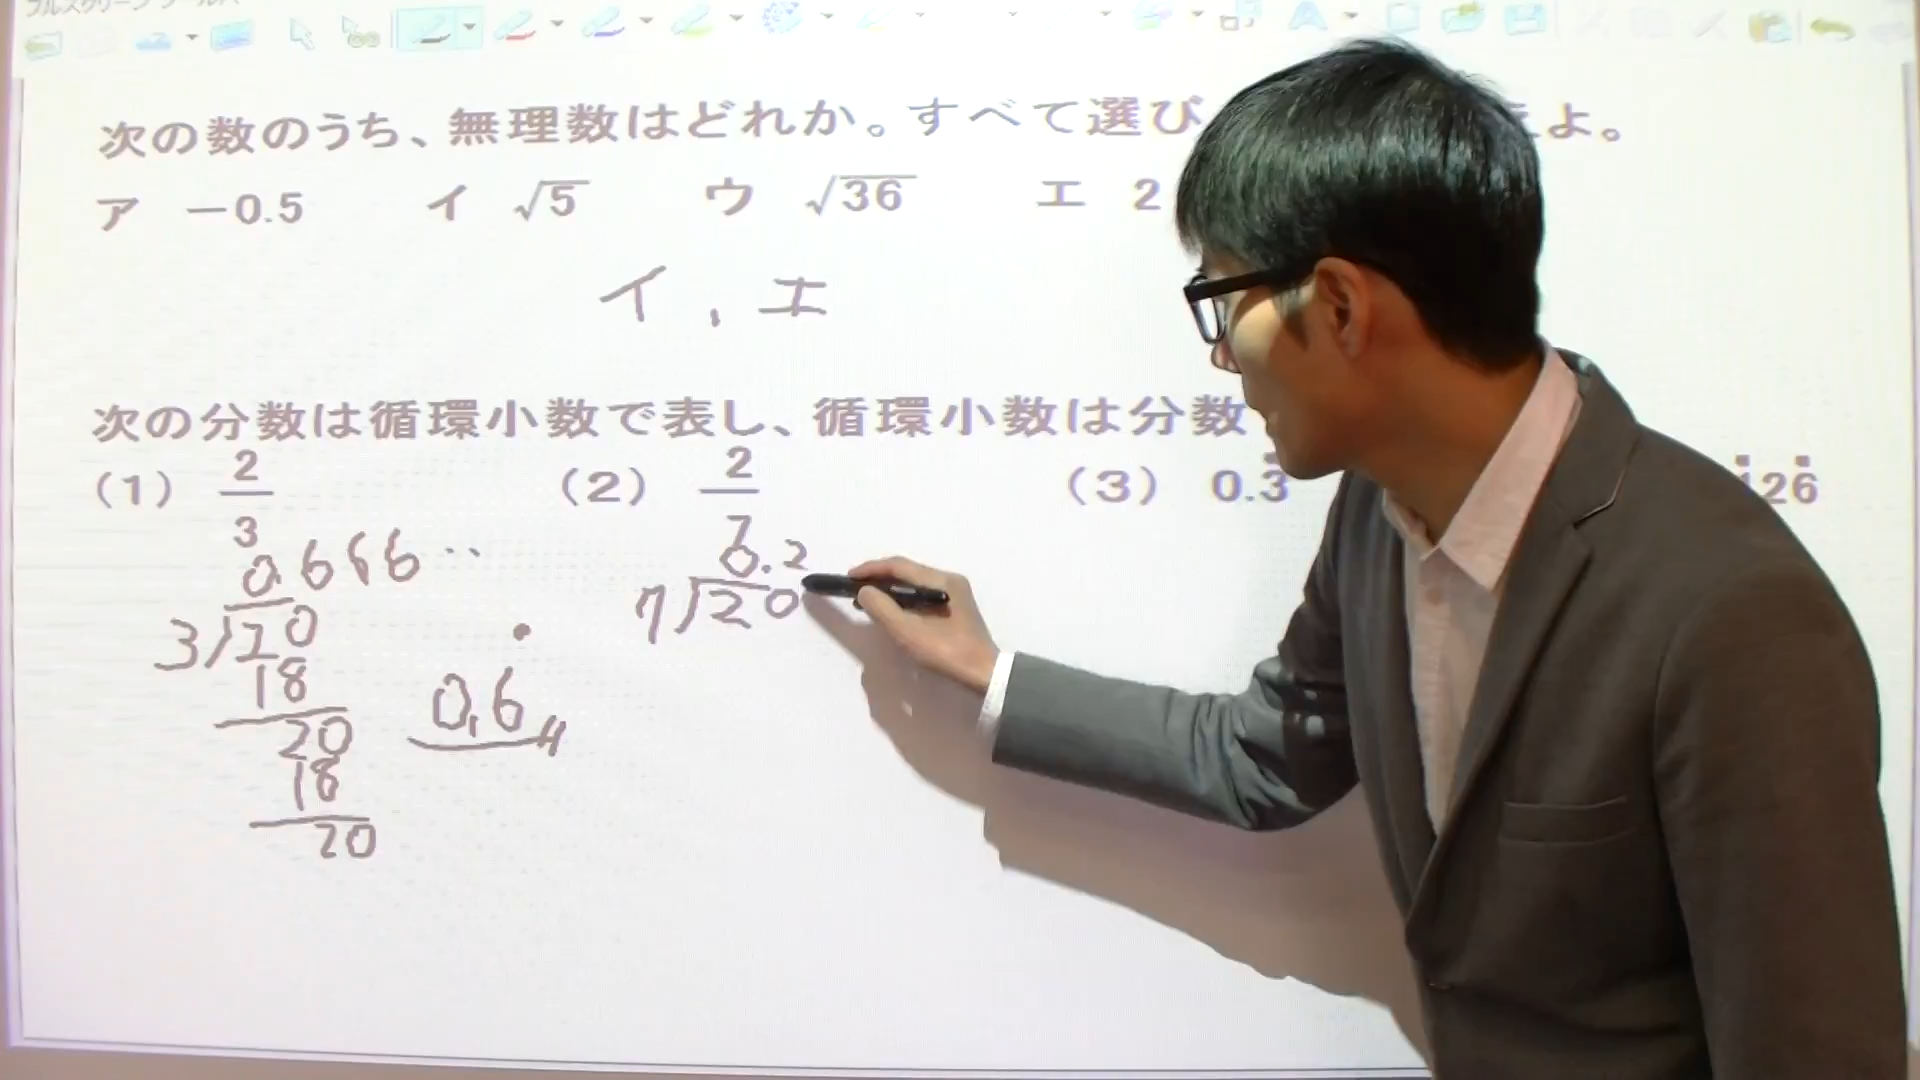 次の数のうち、無理数はどれか。すべて選び よ。
ア －0.5 イ √5 ウ √36 エ 2
イ , エ
次の分数は循環小数で表し、循環小数は分数
(1) 2/3 (2) 2/7 (3) 0.3̇ 26̇
0.666‥
3)20
18
20
18
20
0.6̇
0.2
7)20